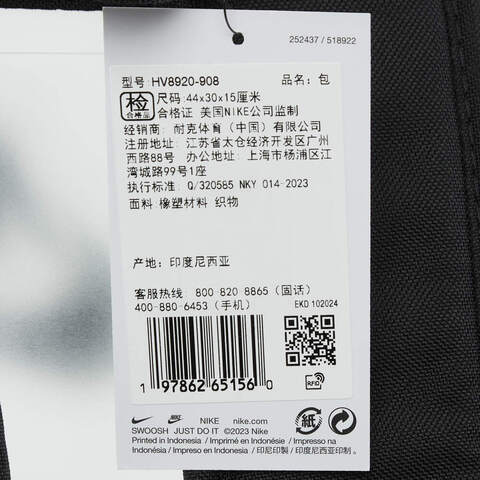 252437 / 518922
型号: HV8920-908 品名: 包
检 合格品 尺码: 44x30x15厘米
合格证 美国NIKE公司监制
经销商: 耐克体育（中国）有限公司
注册地址: 江苏省太仓经济开发区广州
西路88号 办公地址: 上海市杨浦区江
湾城路99号1座
执行标准: Q/320585 NKY 014-2023
面料 橡塑材料 织物
产地: 印度尼西亚
客服热线: 800-820 8865（固话）
400-880-6453（手机） EKD 102024
RFID
1 97862 65156 0
NIKE NIKE nike.com
SWOOSH JUST DO IT ©2023 Nike
Printed in Indonesia / Imprimé en Indonésie / Impresso na
Indonésia / Impreso en Indonesia / 印尼印製 / 印度尼西亚印制。
紙